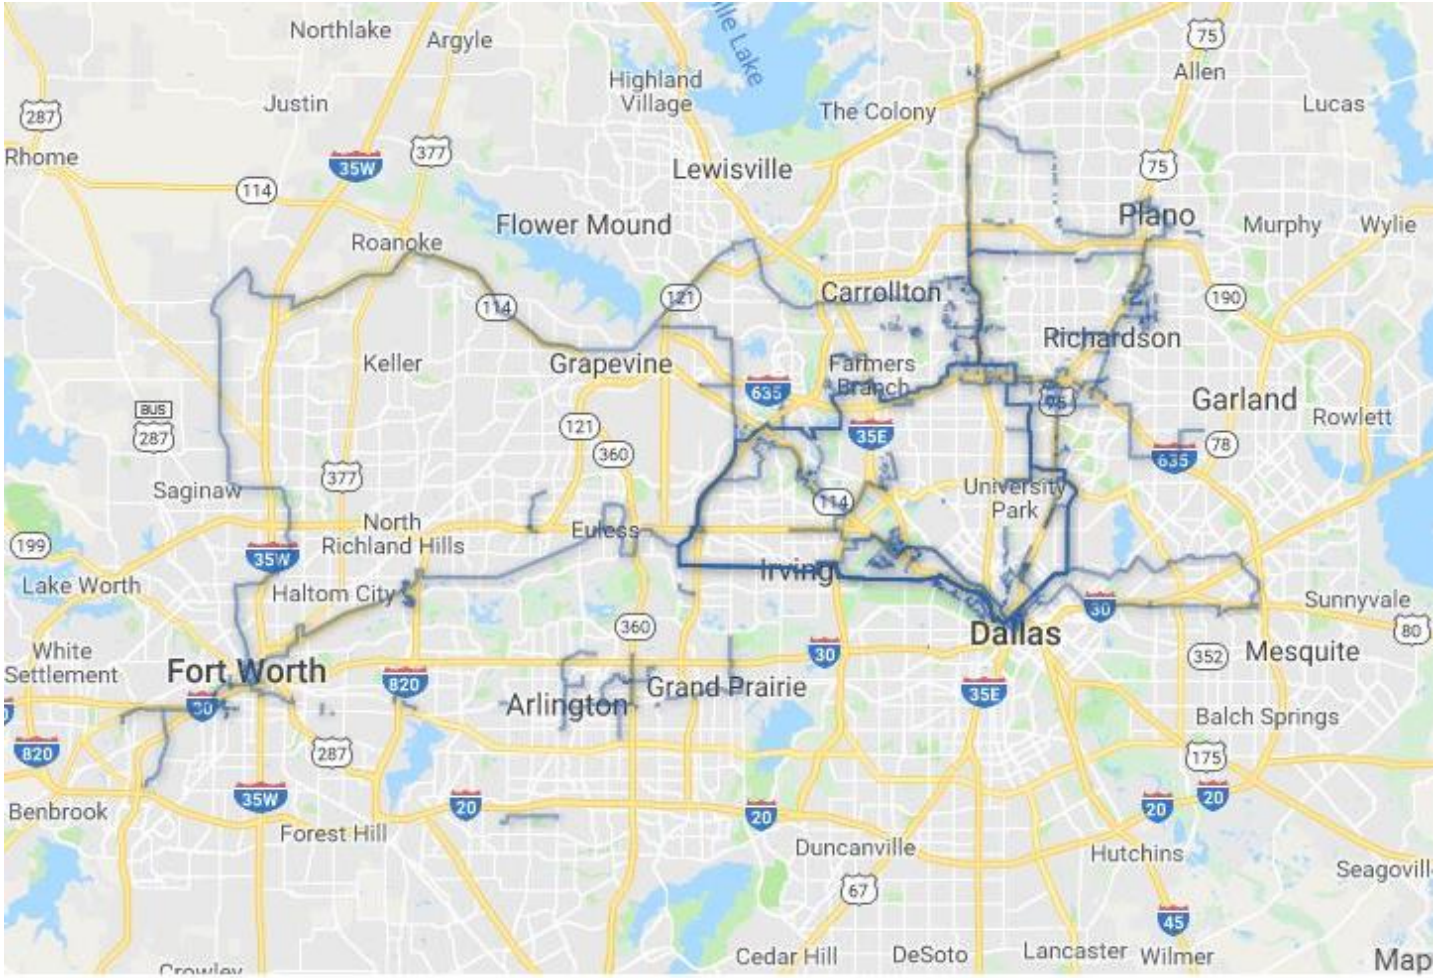 Northlake
Argyle
lle Lake
75
Highland
Village
Allen
Justin
The Colony
Lucas
287
Rhome
377
35W
Lewisville
75
114
Flower Mound
Plano
Murphy
Wylie
Roanoke
114
121
Carrollton
190
Richardson
Keller
Grapevine
Farmers
Branch
635
Garland
BUS
287
121
360
35E
Rowlett
78
635
377
Saginaw
114
University
Park
North
Richland Hills
Euless
199
35W
Irving
Lake Worth
Haltom City
30
Sunnyvale
80
360
Dallas
White
Settlement
30
352
Mesquite
Fort Worth
820
Grand Prairie
35E
30
Arlington
Balch Springs
820
287
175
35W
20
20
20
20
Benbrook
Forest Hill
Duncanville
Hutchins
Seagovill
67
45
Cedar Hill
DeSoto
Lancaster
Wilmer
Map
Crowley